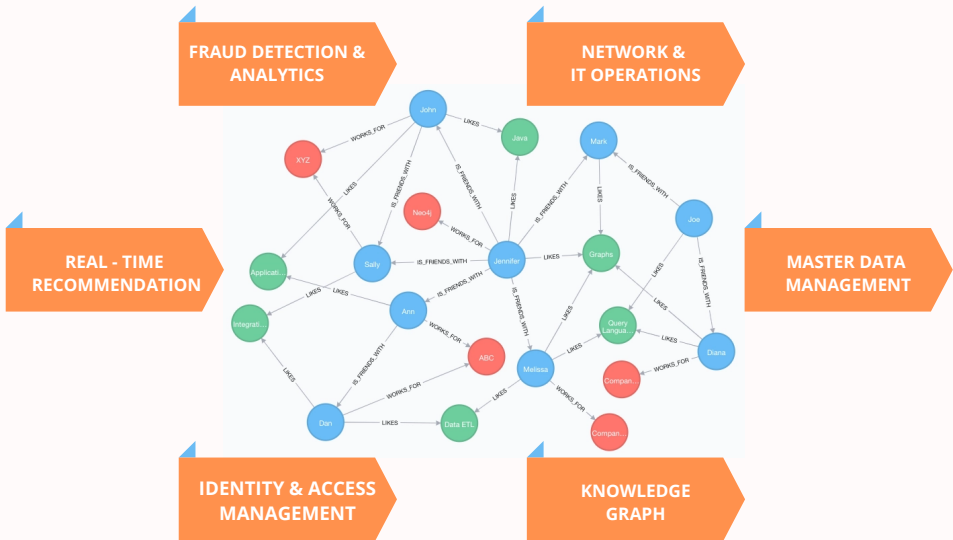 FRAUD DETECTION &
ANALYTICS
NETWORK &
IT OPERATIONS
John
LIKES
Java
WORKS_FOR
XYZ
Mark
LIKES
IS_FRIENDS_WITH
IS_FRIENDS_WITH
LIKES
IS_FRIENDS_WITH
LIKES
IS_FRIENDS_WITH
WORKS_FOR
Neo4j
WORKS_FOR
Joe
REAL - TIME
RECOMMENDATION
Applicati...
Sally
IS_FRIENDS_WITH
Jennifer
LIKES
Graphs
LIKES
IS_FRIENDS_WITH
MASTER DATA
MANAGEMENT
LIKES
LIKES
IS_FRIENDS_WITH
IS_FRIENDS_WITH
LIKES
LIKES
Integrati...
Ann
WORKS_FOR
Query
Langua...
LIKES
Diana
LIKES
IS_FRIENDS_WITH
ABC
LIKES
Melissa
WORKS_FOR
Compan...
LIKES
WORKS_FOR
LIKES
WORKS_FOR
Dan
LIKES
Data ETL
Compan...
IDENTITY & ACCESS
MANAGEMENT
KNOWLEDGE
GRAPH